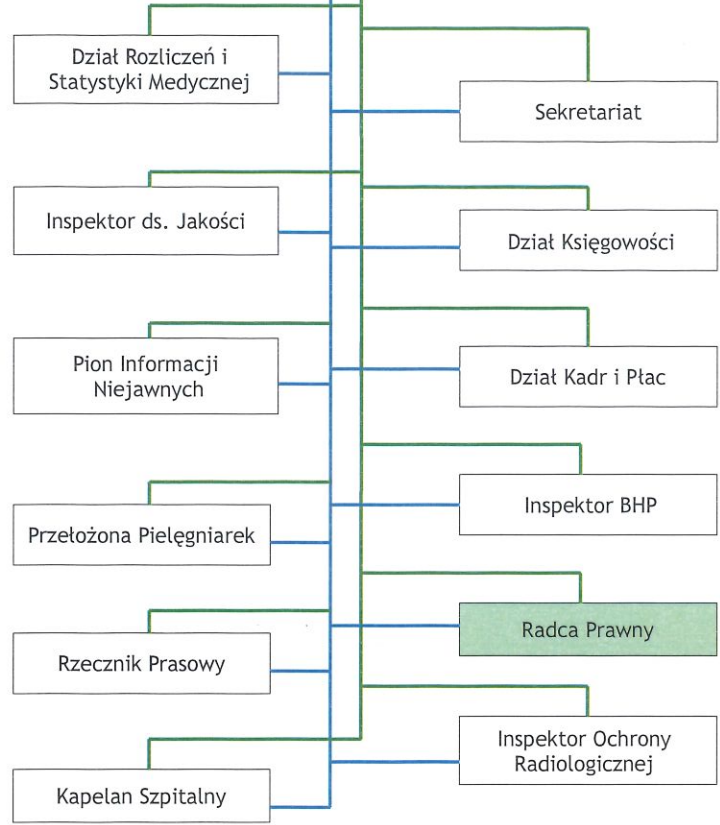 Dział Rozliczeń i
Statystyki Medycznej
Sekretariat
Inspektor ds. Jakości
Dział Księgowości
Pion Informacji
Niejawnych
Dział Kadr i Płac
Inspektor BHP
Przełożona Pielęgniarek
Radca Prawny
Rzecznik Prasowy
Inspektor Ochrony
Radiologicznej
Kapelan Szpitalny